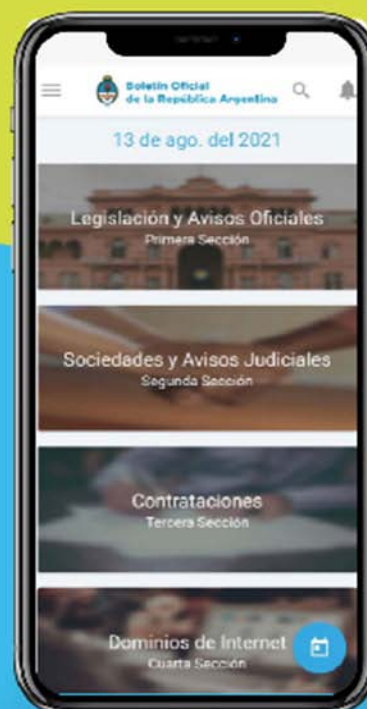 Boletín Oficial
de la República Argentina
13 de ago. del 2021
Legislación y Avisos Oficiales
Primera Sección
Sociedades y Avisos Judiciales
Segunda Sección
Contrataciones
Tercera Sección
Dominios de Internet
Cuarta Sección